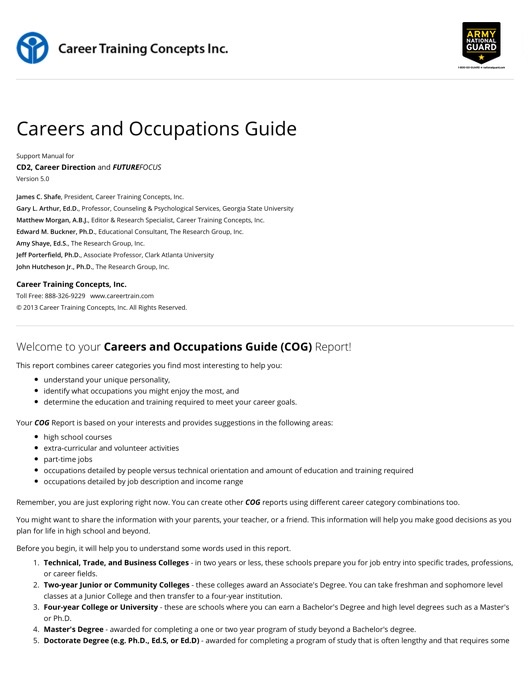 Career Training Concepts Inc.
ARMY
NATIONAL
GUARD
Careers and Occupations Guide
Support Manual for
CD2, Career Direction and FUTUREFOCUS
Version 5.0
James C. Shafe, President, Career Training Concepts, Inc.
Gary L. Arthur, Ed.D., Professor, Counseling & Psychological Services, Georgia State University
Matthew Morgan, A.B.J., Editor & Research Specialist, Career Training Concepts, Inc.
Edward M. Buckner, Ph.D., Educational Consultant, The Research Group, Inc.
Amy Shaye, Ed.S., The Research Group, Inc.
Jeff Porterfield, Ph.D., Associate Professor, Clark Atlanta University
John Hutcheson Jr., Ph.D., The Research Group, Inc.
Career Training Concepts, Inc.
Toll Free: 888-326-9229 www.careertrain.com
© 2013 Career Training Concepts, Inc. All Rights Reserved.
Welcome to your Careers and Occupations Guide (COG) Report!
This report combines career categories you find most interesting to help you:
• understand your unique personality,
• identify what occupations you might enjoy the most, and
• determine the education and training required to meet your career goals.
Your COG Report is based on your interests and provides suggestions in the following areas:
• high school courses
• extra-curricular and volunteer activities
• part-time jobs
• occupations detailed by people versus technical orientation and amount of education and training required
• occupations detailed by job description and income range
Remember, you are just exploring right now. You can create other COG reports using different career category combinations too.
You might want to share the information with your parents, your teacher, or a friend. This information will help you make good decisions as you
plan for life in high school and beyond.
Before you begin, it will help you to understand some words used in this report.
1. Technical, Trade, and Business Colleges - in two years or less, these schools prepare you for job entry into specific trades, professions,
or career fields.
2. Two-year Junior or Community Colleges - these colleges award an Associate's Degree. You can take freshman and sophomore level
classes at a Junior College and then transfer to a four-year institution.
3. Four-year College or University - these are schools where you can earn a Bachelor's Degree and high level degrees such as a Master's
or Ph.D.
4. Master's Degree - awarded for completing a one or two year program of study beyond a Bachelor's degree.
5. Doctorate Degree (e.g. Ph.D., Ed.S, or Ed.D) - awarded for completing a program of study that is often lengthy and that requires some